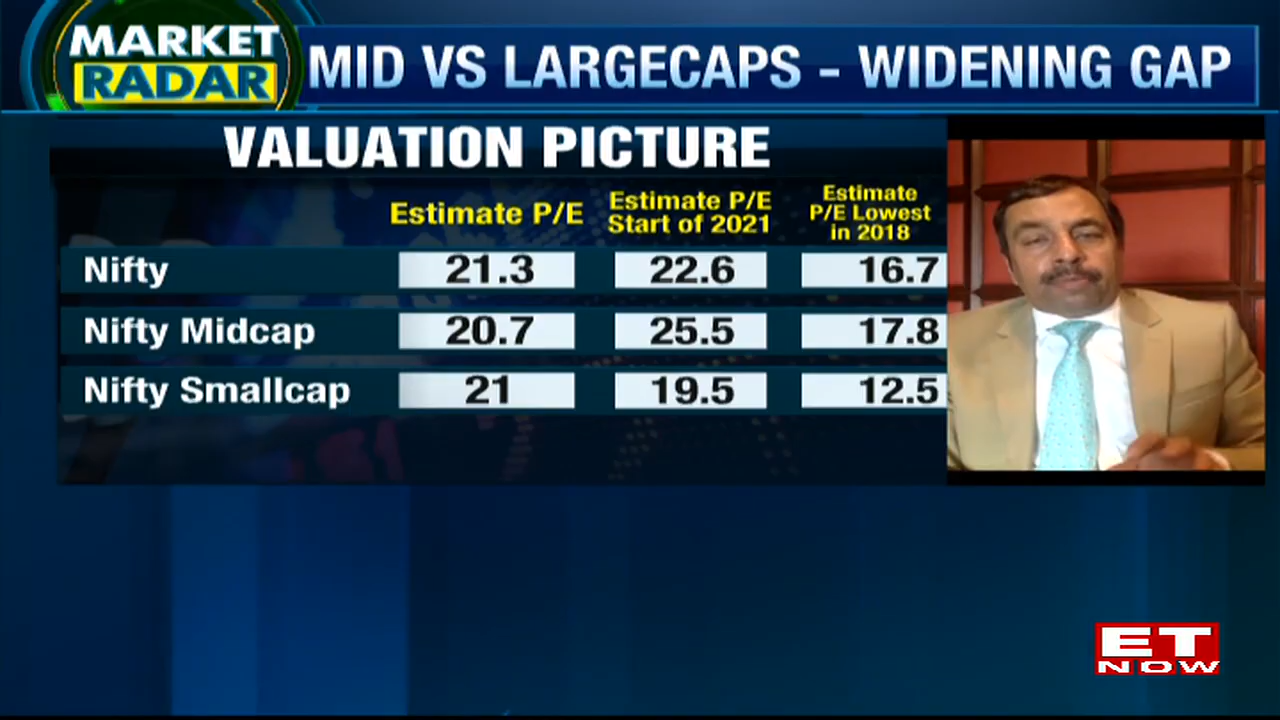 MARKET
RADAR
MID VS LARGECAPS - WIDENING GAP
VALUATION PICTURE
Estimate P/E
Estimate P/E
Start of 2021
Estimate
P/E Lowest
in 2018
Nifty 21.3 22.6 16.7
Nifty Midcap 20.7 25.5 17.8
Nifty Smallcap 21 19.5 12.5
ET
NOW